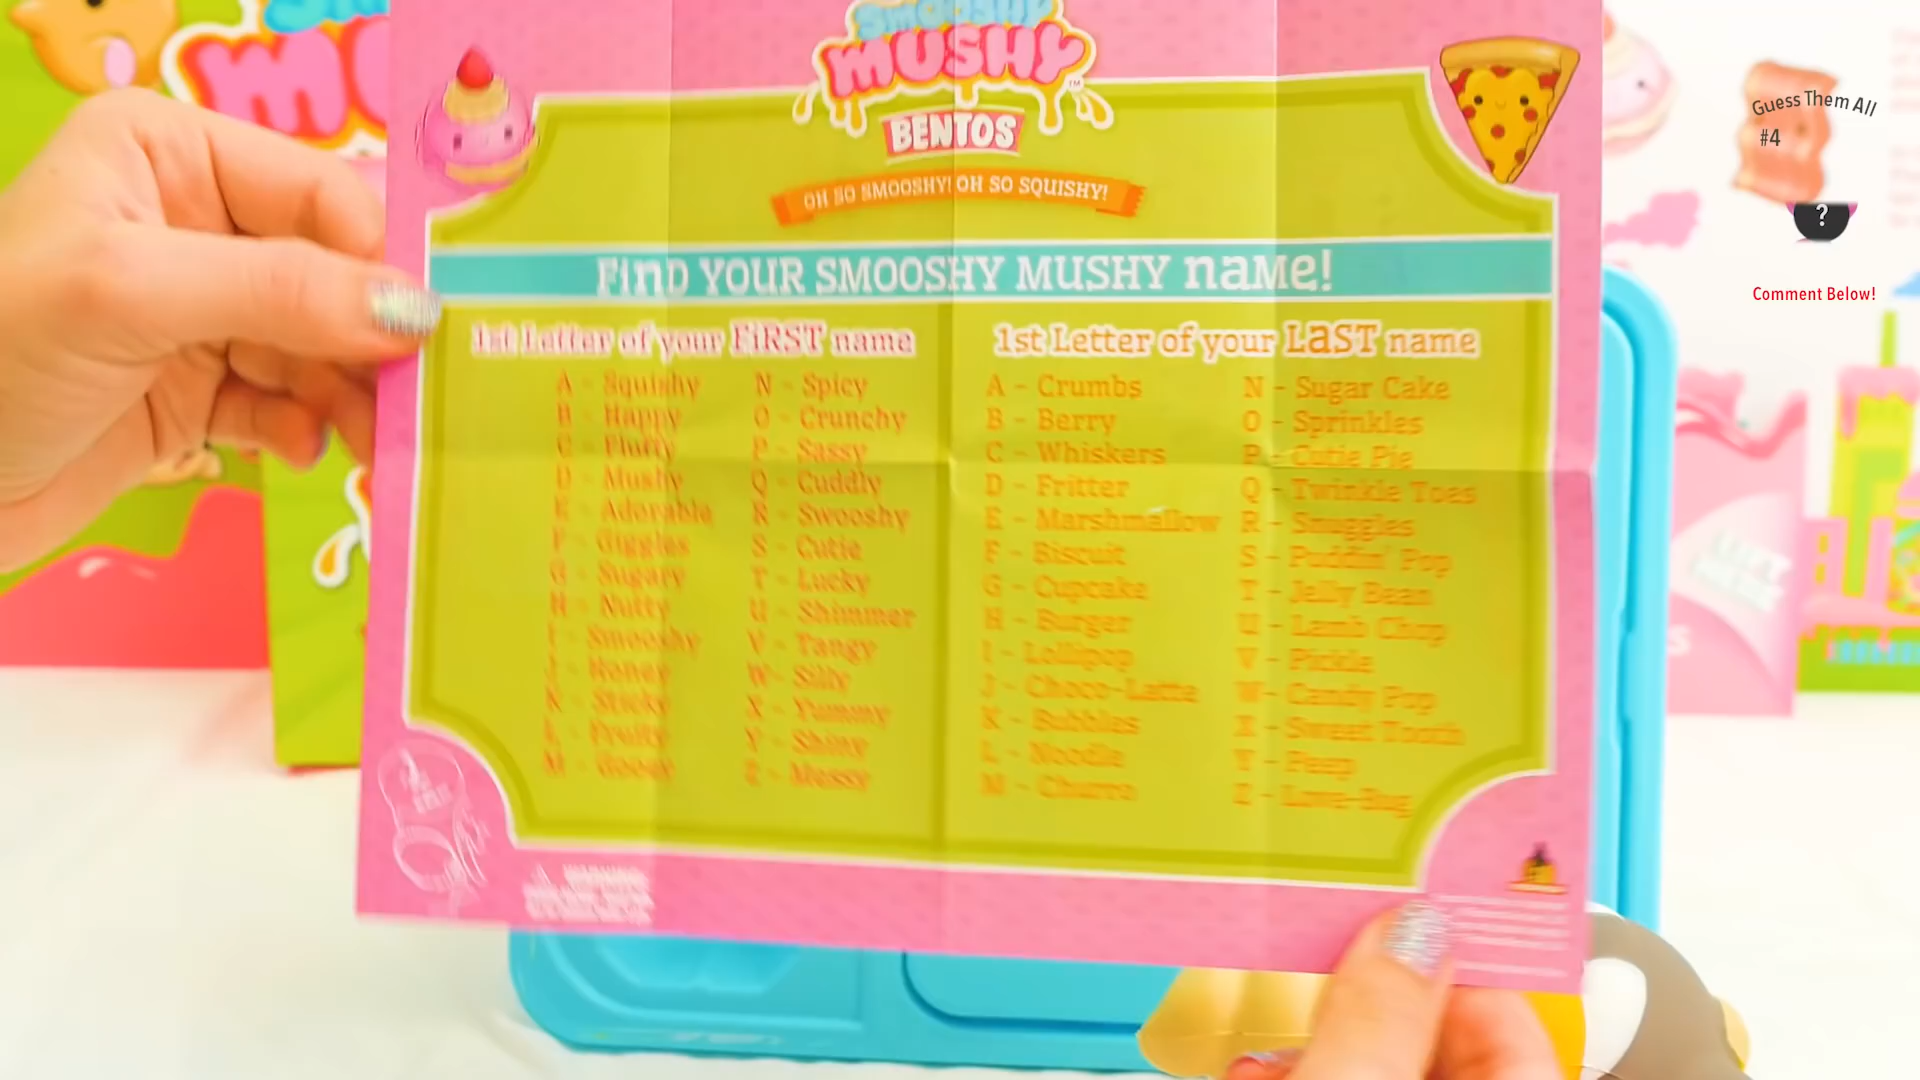 SMOOSHY
MUSHY
BENTOS
OH SO SMOOSHY! OH SO SQUISHY!
Find YOUR SMOOSHY MUSHY name!
1st Letter of your FiRST name
A - Squishy
B - Happy
C - Fluffy
D - Mushy
E - Adorable
F - Giggles
G - Sugary
H - Nutty
I - Smooshy
J - Honey
K - Sticky
L - Fruity
M - Gooey
N - Spicy
O - Crunchy
P - Sassy
Q - Cuddly
R - Swooshy
S - Cutie
T - Lucky
U - Shimmer
V - Tangy
W - Silly
X - Yummy
Y - Shiny
Z - Messy
1st Letter of your LaST name
A - Crumbs
B - Berry
C - Whiskers
D - Fritter
E - Marshmallow
F - Biscuit
G - Cupcake
H - Burger
I - Lollipop
J - Choco-Latte
K - Bubbles
L - Noodle
M - Churro
N - Sugar Cake
O - Sprinkles
P - Cutie Pie
Q - Twinkle Toes
R - Snuggles
S - Puddin' Pop
T - Jelly Bean
U - Lamb Chop
V - Pickle
W - Candy Pop
X - Sweet Tooth
Y - Peep
Z - Love-Bug
Guess Them All
#4
?
Comment Below!